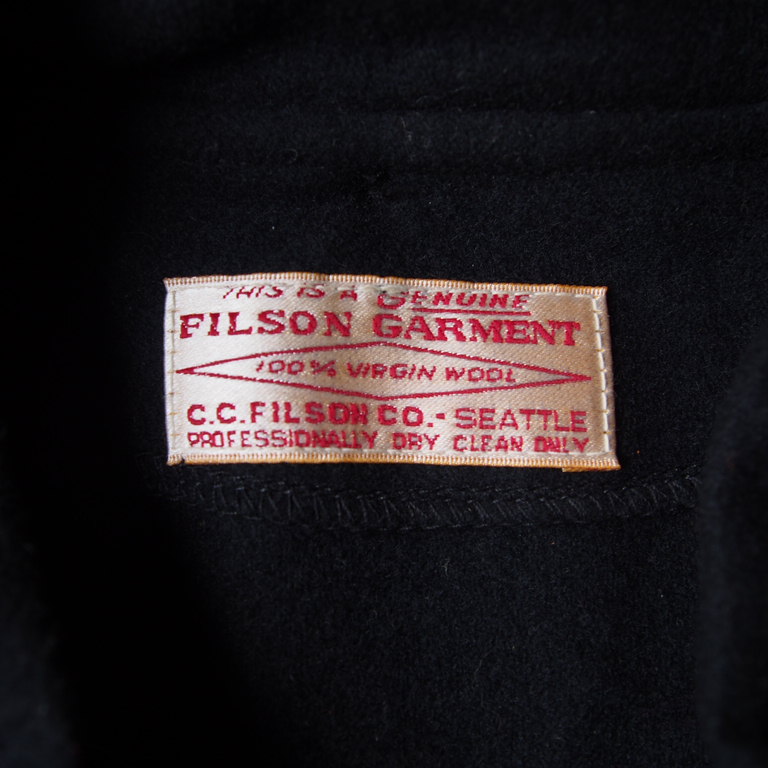 THIS IS A GENUINE
FILSON GARMENT
100% VIRGIN WOOL
C.C.FILSON CO.-SEATTLE
PROFESSIONALLY DRY CLEAN ONLY